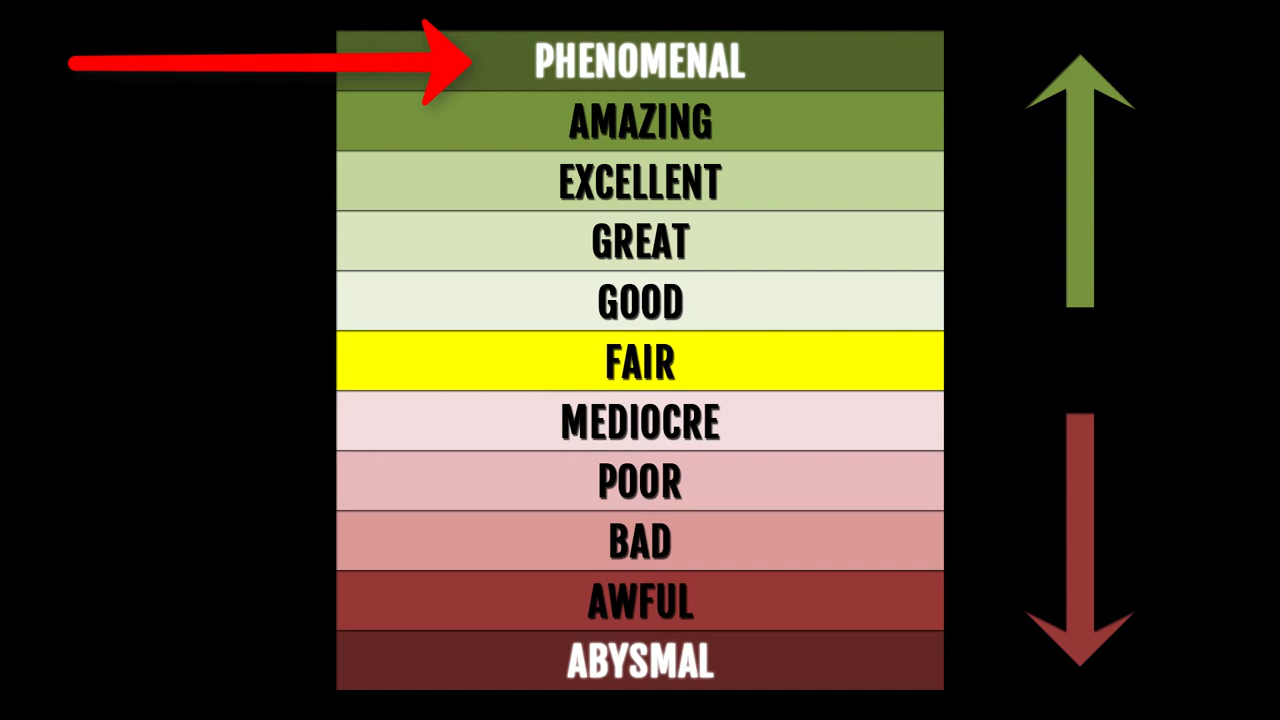 PHENOMENAL
AMAZING
EXCELLENT
GREAT
GOOD
FAIR
MEDIOCRE
POOR
BAD
AWFUL
ABYSMAL